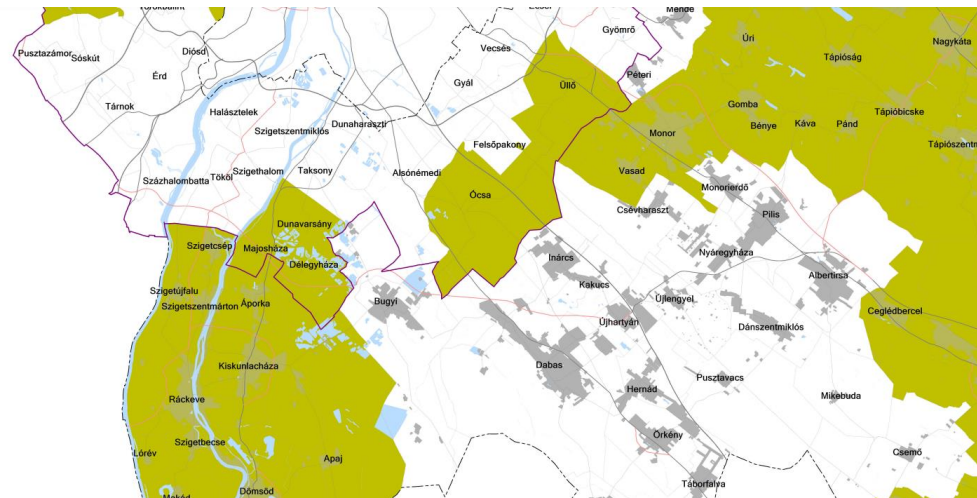 Törökbálint
Ecser
Mende
Pusztazámor
Sóskút
Diósd
Érd
Vecsés
Gyömrő
Úri
Tápióság
Nagykáta
Tárnok
Halásztelek
Gyál
Üllő
Péteri
Szigetszentmiklós
Dunaharaszti
Felsőpakony
Monor
Gomba
Bénye
Káva
Pánd
Tápióbicske
Százhalombatta
Tököl
Szigethalom
Taksony
Alsónémedi
Vasad
Ócsa
Monorierdő
Csévharaszt
Pilis
Dunavarsány
Szigetcsép
Majosháza
Délegyháza
Nyáregyháza
Inárcs
Kakucs
Albertirsa
Szigetújfalu
Szigetszentmárton
Áporka
Bugyi
Újlengyel
Újhartyán
Dánszentmiklós
Ceglédbercel
Kiskunlacháza
Dabas
Pusztavacs
Ráckeve
Hernád
Mikebuda
Szigetbecse
Örkény
Lórév
Apaj
Csemő
Dömsöd
Táborfalva